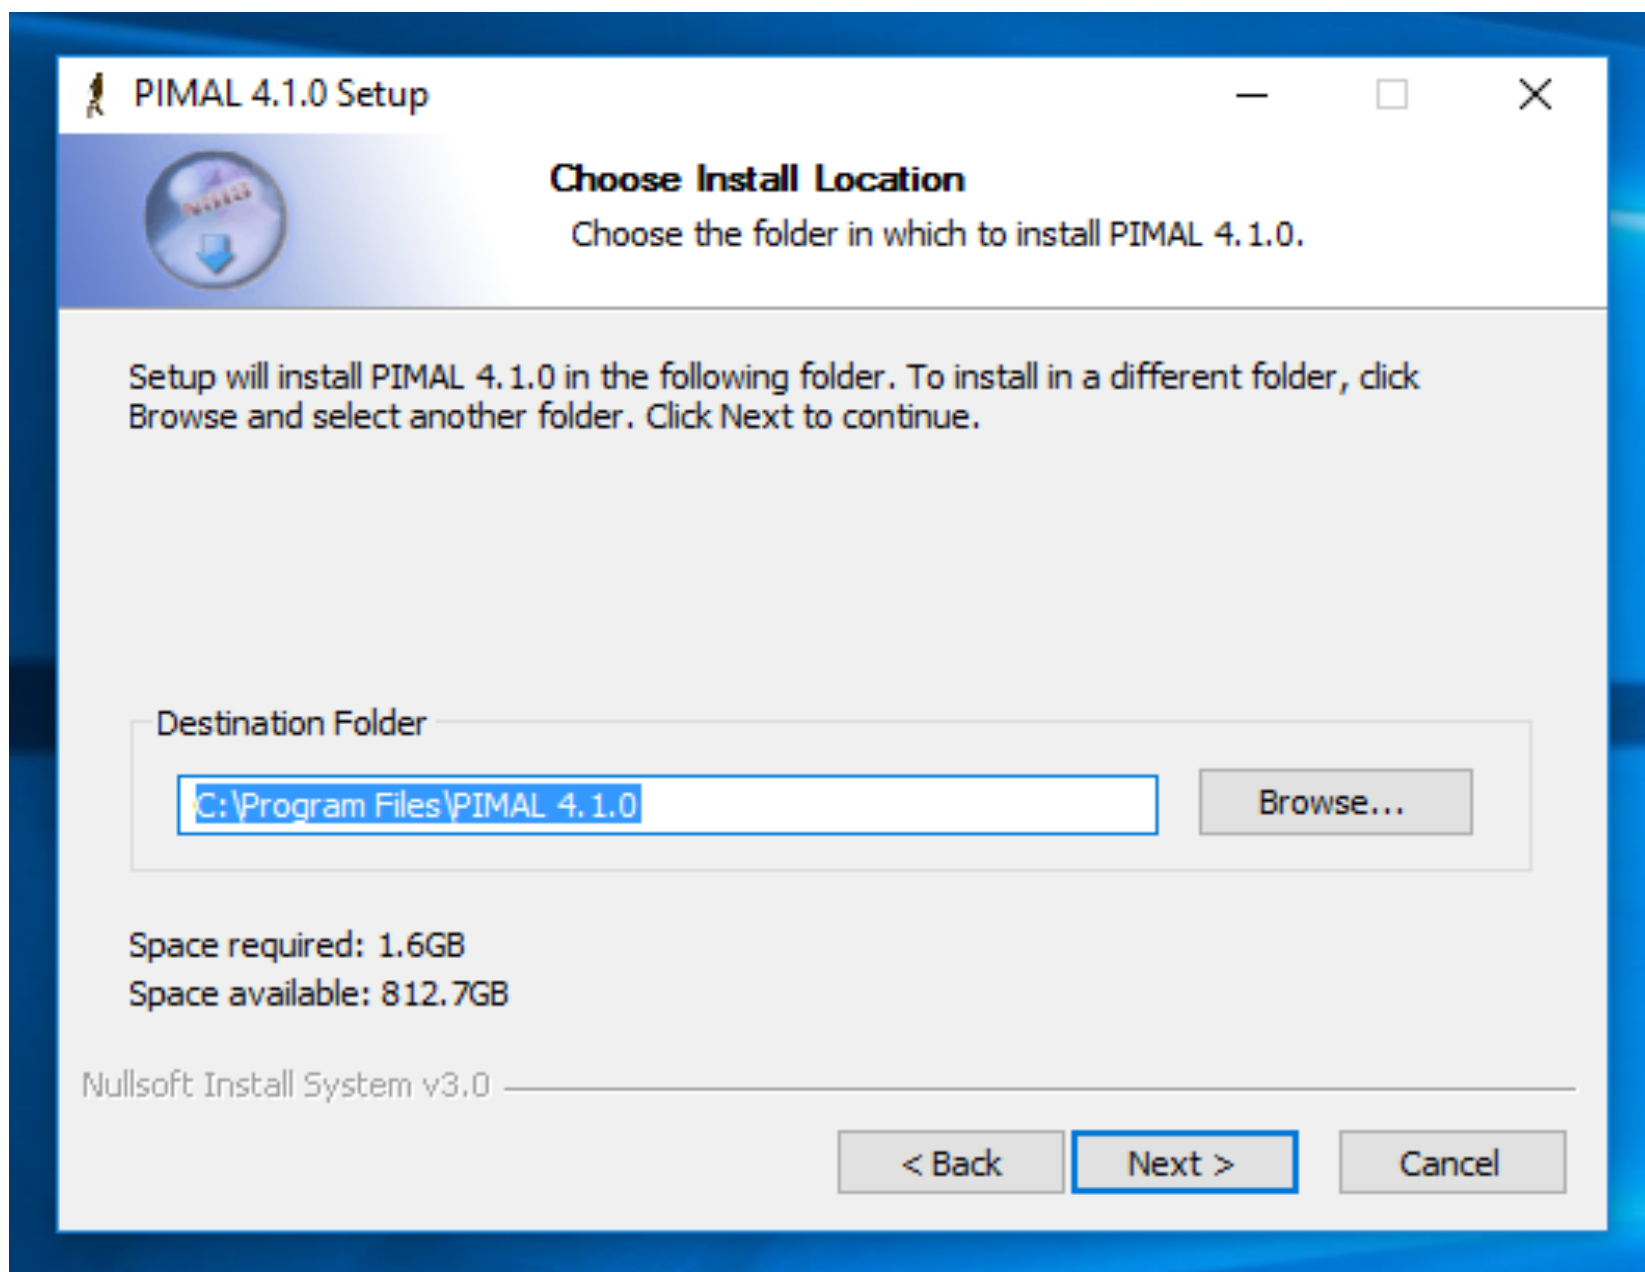 PIMAL 4.1.0 Setup
Choose Install Location
Choose the folder in which to install PIMAL 4.1.0.
Setup will install PIMAL 4.1.0 in the following folder. To install in a different folder, click
Browse and select another folder. Click Next to continue.
Destination Folder
C:\Program Files\PIMAL 4.1.0
Browse...
Space required: 1.6GB
Space available: 812.7GB
Nullsoft Install System v3.0
< Back
Next >
Cancel